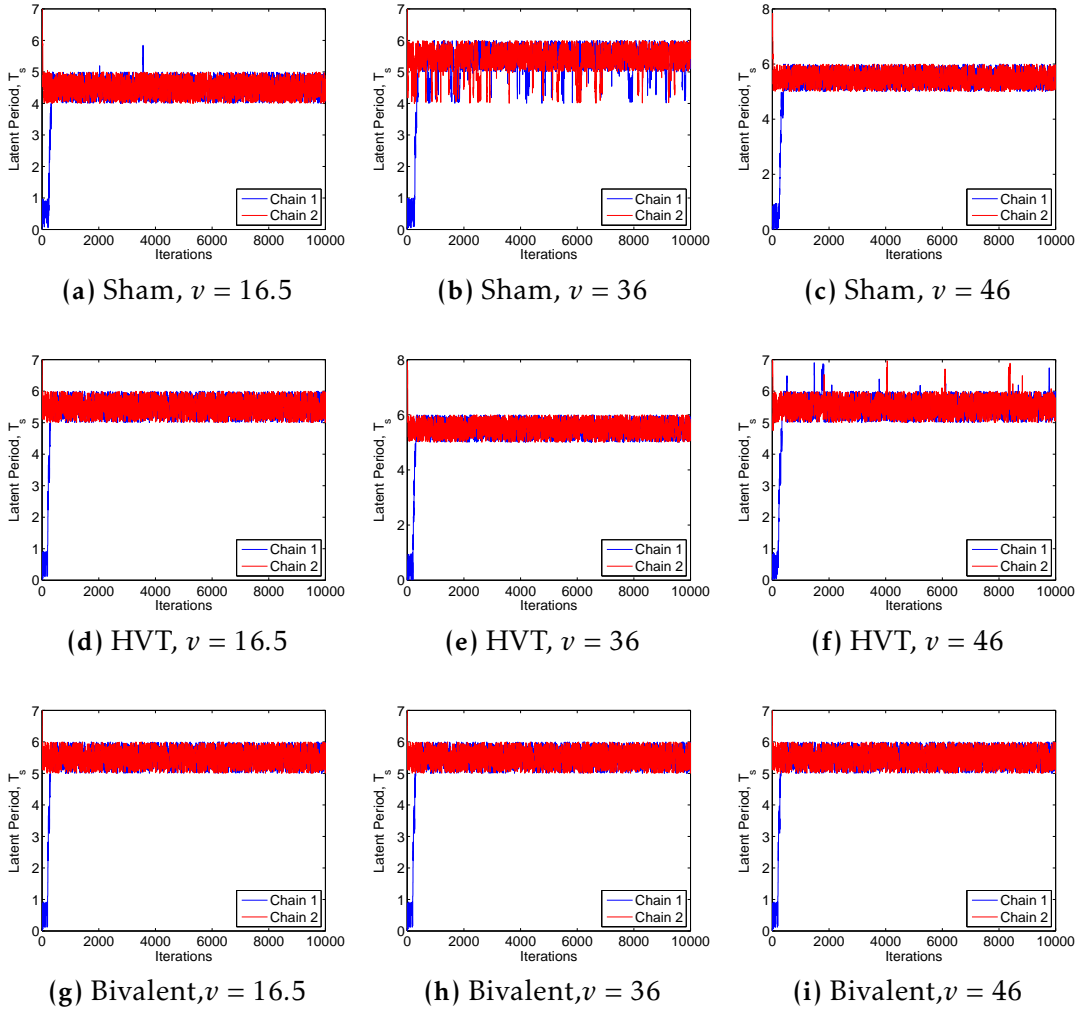 7
6
5
4
3
2
1
0
Latent Period, T_s
0 2000 4000 6000 8000 10000
Iterations
Chain 1
Chain 2
(a) Sham, v = 16.5
7
6
5
4
3
2
1
0
Latent Period, T_s
0 2000 4000 6000 8000 10000
Iterations
Chain 1
Chain 2
(b) Sham, v = 36
8
6
4
2
0
Latent Period, T_s
0 2000 4000 6000 8000 10000
Iterations
Chain 1
Chain 2
(c) Sham, v = 46
7
6
5
4
3
2
1
0
Latent Period, T_s
0 2000 4000 6000 8000 10000
Iterations
Chain 1
Chain 2
(d) HVT, v = 16.5
8
6
4
2
0
Latent Period, T_s
0 2000 4000 6000 8000 10000
Iterations
Chain 1
Chain 2
(e) HVT, v = 36
7
6
5
4
3
2
1
0
Latent Period, T_s
0 2000 4000 6000 8000 10000
Iterations
Chain 1
Chain 2
(f) HVT, v = 46
7
6
5
4
3
2
1
0
Latent Period, T_s
0 2000 4000 6000 8000 10000
Iterations
Chain 1
Chain 2
(g) Bivalent,v = 16.5
7
6
5
4
3
2
1
0
Latent Period, T_s
0 2000 4000 6000 8000 10000
Iterations
Chain 1
Chain 2
(h) Bivalent,v = 36
7
6
5
4
3
2
1
0
Latent Period, T_s
0 2000 4000 6000 8000 10000
Iterations
Chain 1
Chain 2
(i) Bivalent,v = 46